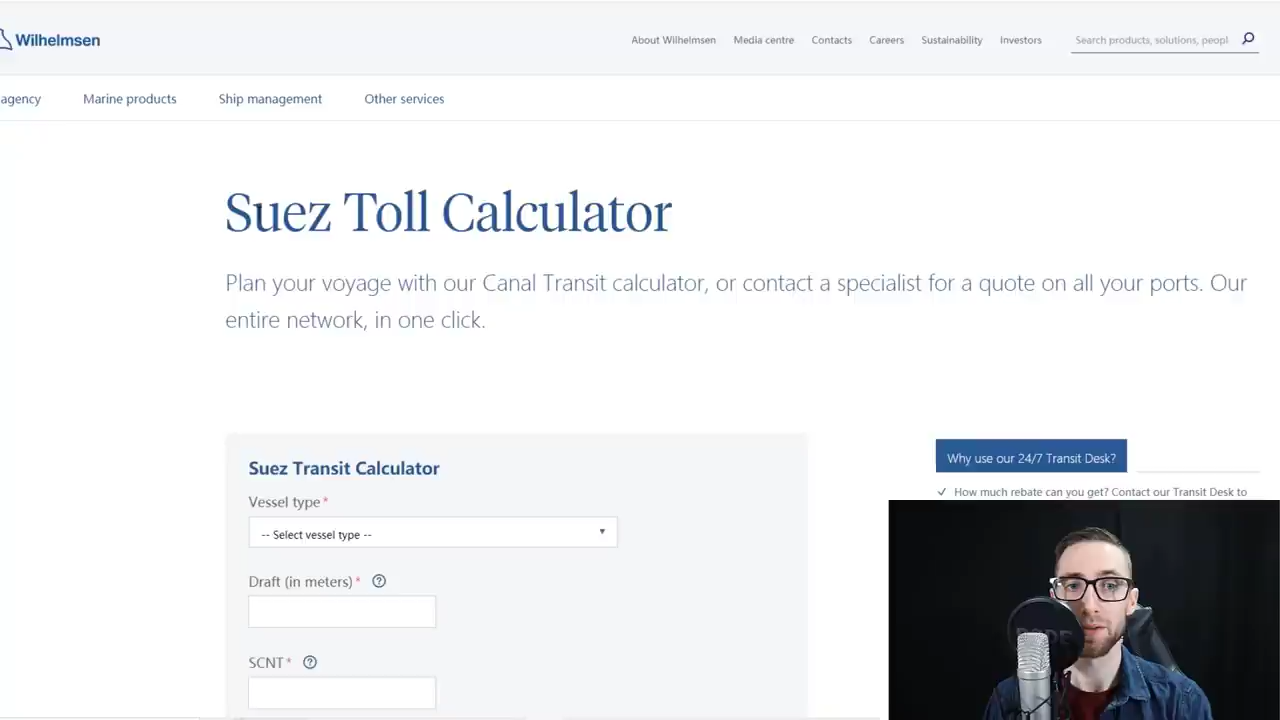 Wilhelmsen
About Wilhelmsen Media centre Contacts Careers Sustainability Investors
Search products, solutions, peopl
agency Marine products Ship management Other services
Suez Toll Calculator
Plan your voyage with our Canal Transit calculator, or contact a specialist for a quote on all your ports. Our
entire network, in one click.
Suez Transit Calculator
Vessel type*
-- Select vessel type --
Draft (in meters)* ?
SCNT* ?
Why use our 24/7 Transit Desk?
✓ How much rebate can you get? Contact our Transit Desk to
RODE